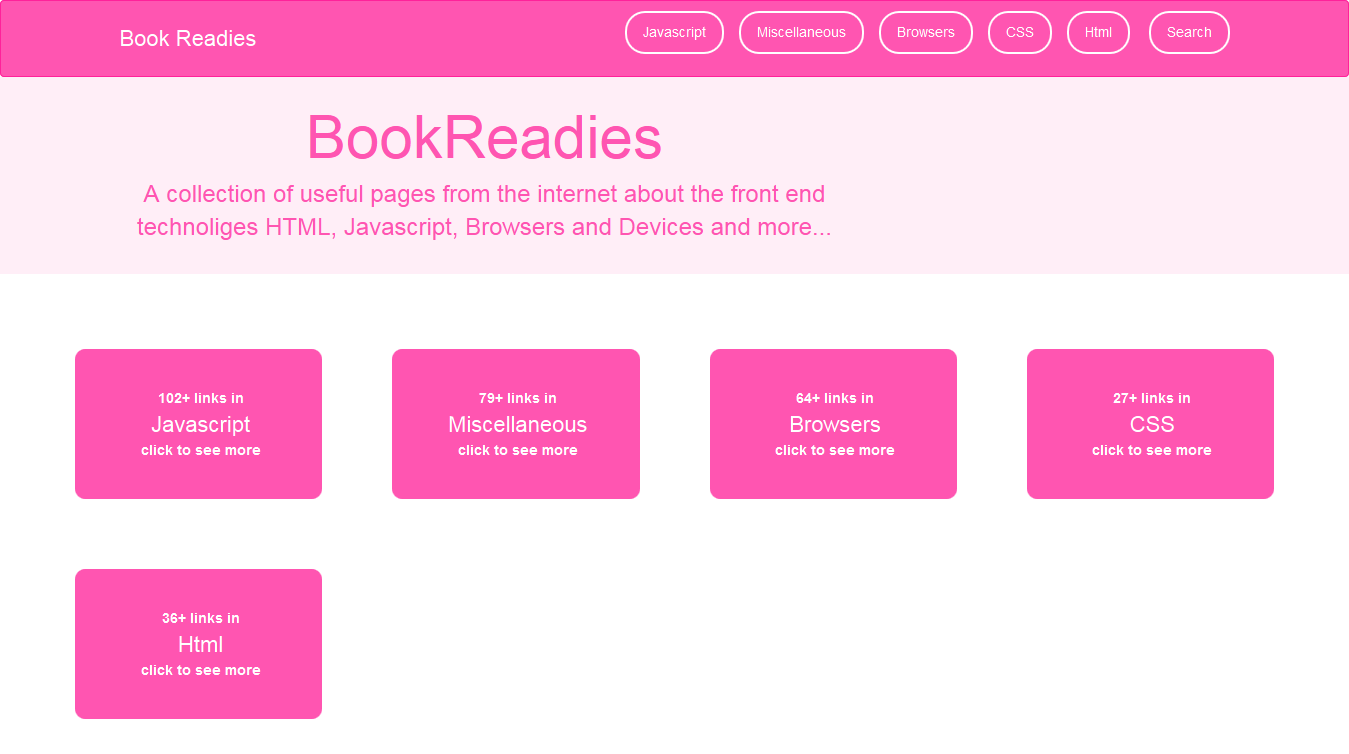 Book Readies
Javascript
Miscellaneous
Browsers
CSS
Html
Search
BookReadies
A collection of useful pages from the internet about the front end
technoliges HTML, Javascript, Browsers and Devices and more...
102+ links in
Javascript
click to see more
79+ links in
Miscellaneous
click to see more
64+ links in
Browsers
click to see more
27+ links in
CSS
click to see more
36+ links in
Html
click to see more